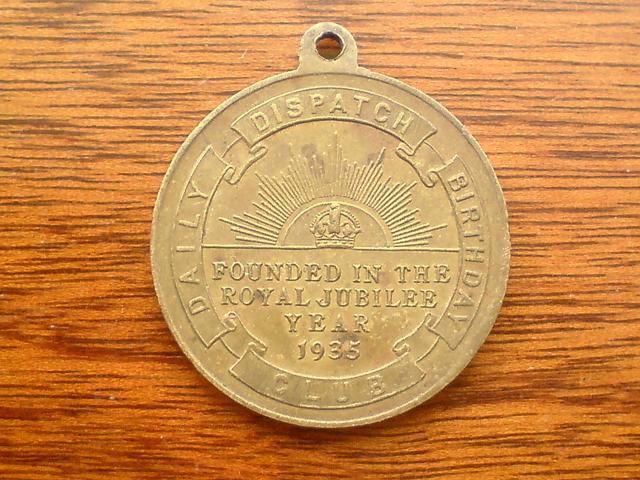 DAILY DISPATCH BIRTHDAY
CLUB
FOUNDED IN THE
ROYAL JUBILEE
YEAR
1935